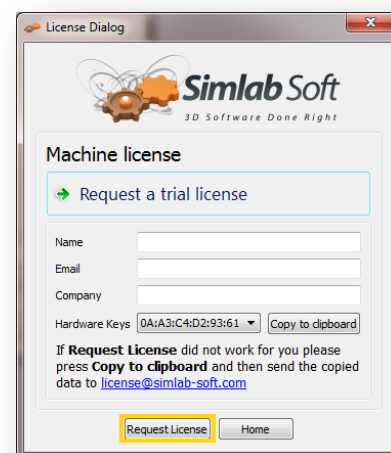 License Dialog
Simlab Soft
3D Software Done Right
Machine license
Request a trial license
Name
Email
Company
Hardware Keys 0A:A3:C4:D2:93:61 Copy to clipboard
If Request License did not work for you please
press Copy to clipboard and then send the copied
data to license@simlab-soft.com
Request License Home